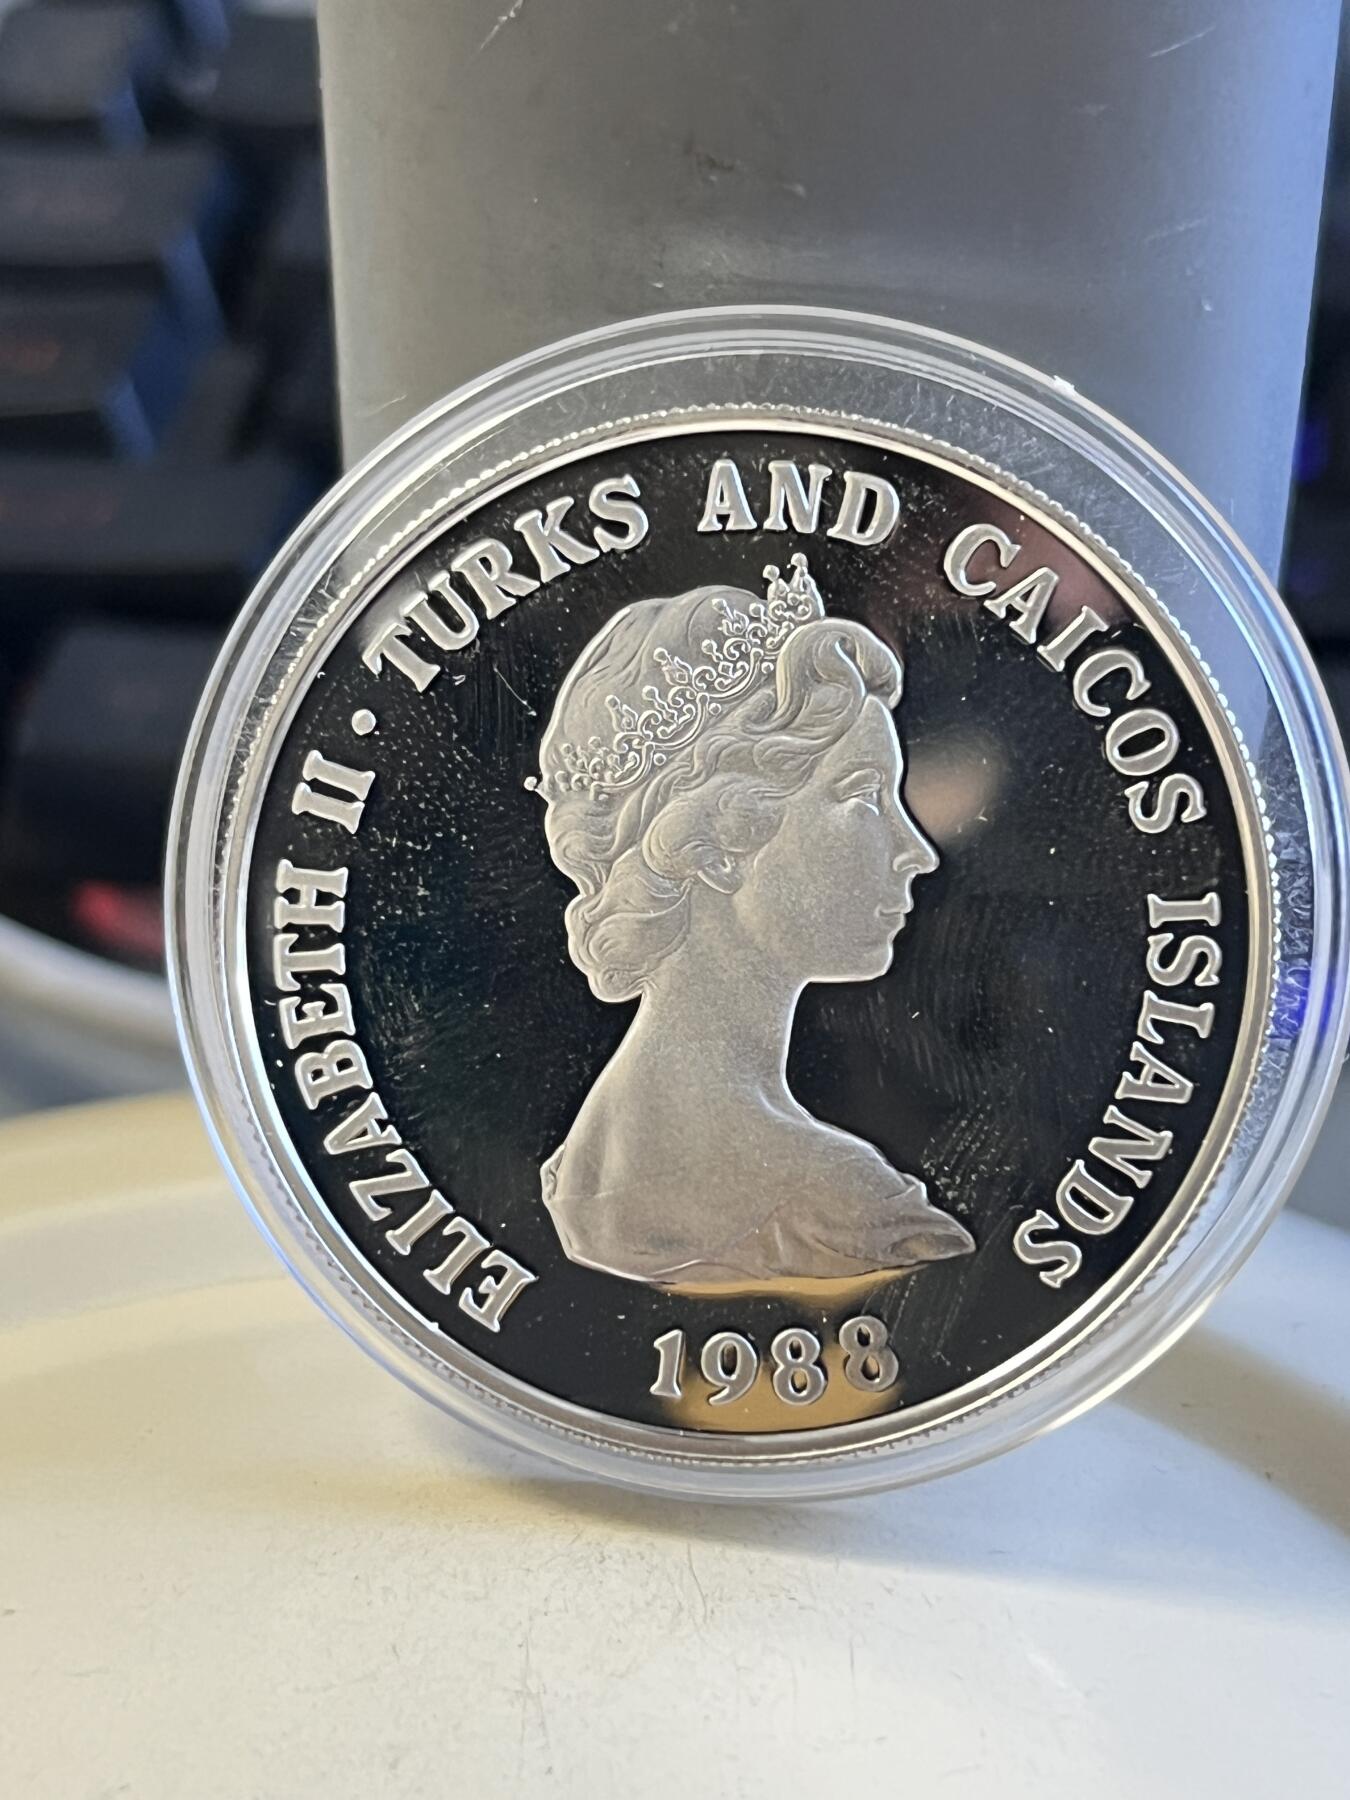 ELIZABETH II · TURKS AND CAICOS ISLANDS
1988